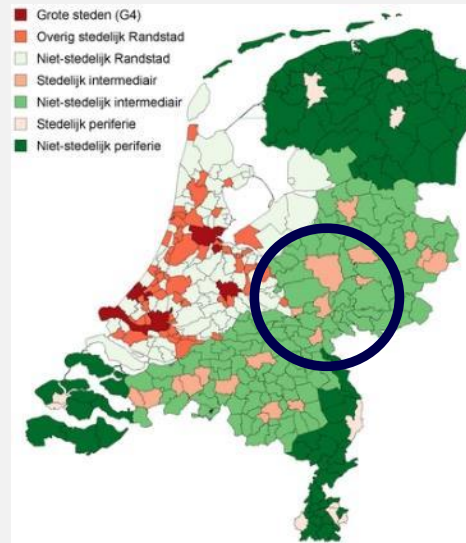 Grote steden (G4)
Overig stedelijk Randstad
Niet-stedelijk Randstad
Stedelijk intermediair
Niet-stedelijk intermediair
Stedelijk periferie
Niet-stedelijk periferie